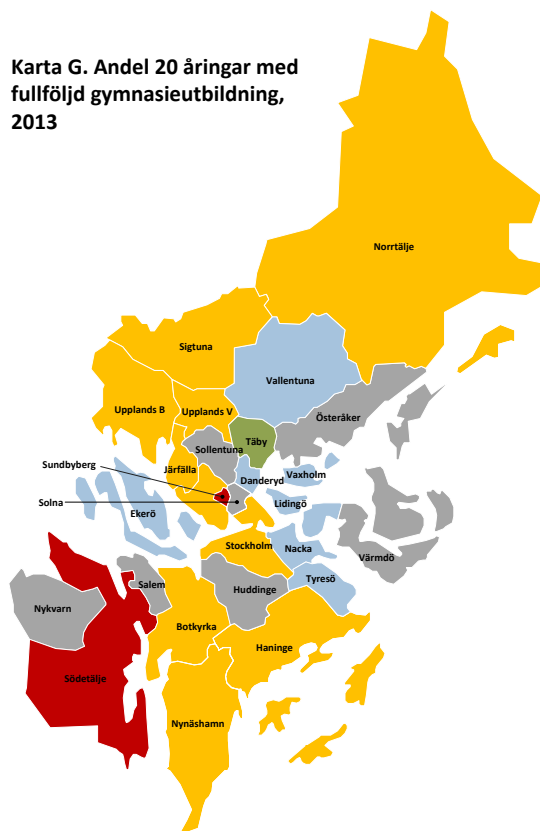 Karta G. Andel 20 åringar med
fullföljd gymnasieutbildning,
2013
Norrtälje
Sigtuna
Vallentuna
Upplands B
Upplands V
Österåker
Täby
Sollentuna
Sundbyberg
Järfälla
Danderyd
Vaxholm
Solna
Ekerö
Lidingö
Stockholm
Nacka
Värmdö
Salem
Huddinge
Tyresö
Nykvarn
Botkyrka
Haninge
Södetälje
Nynäshamn